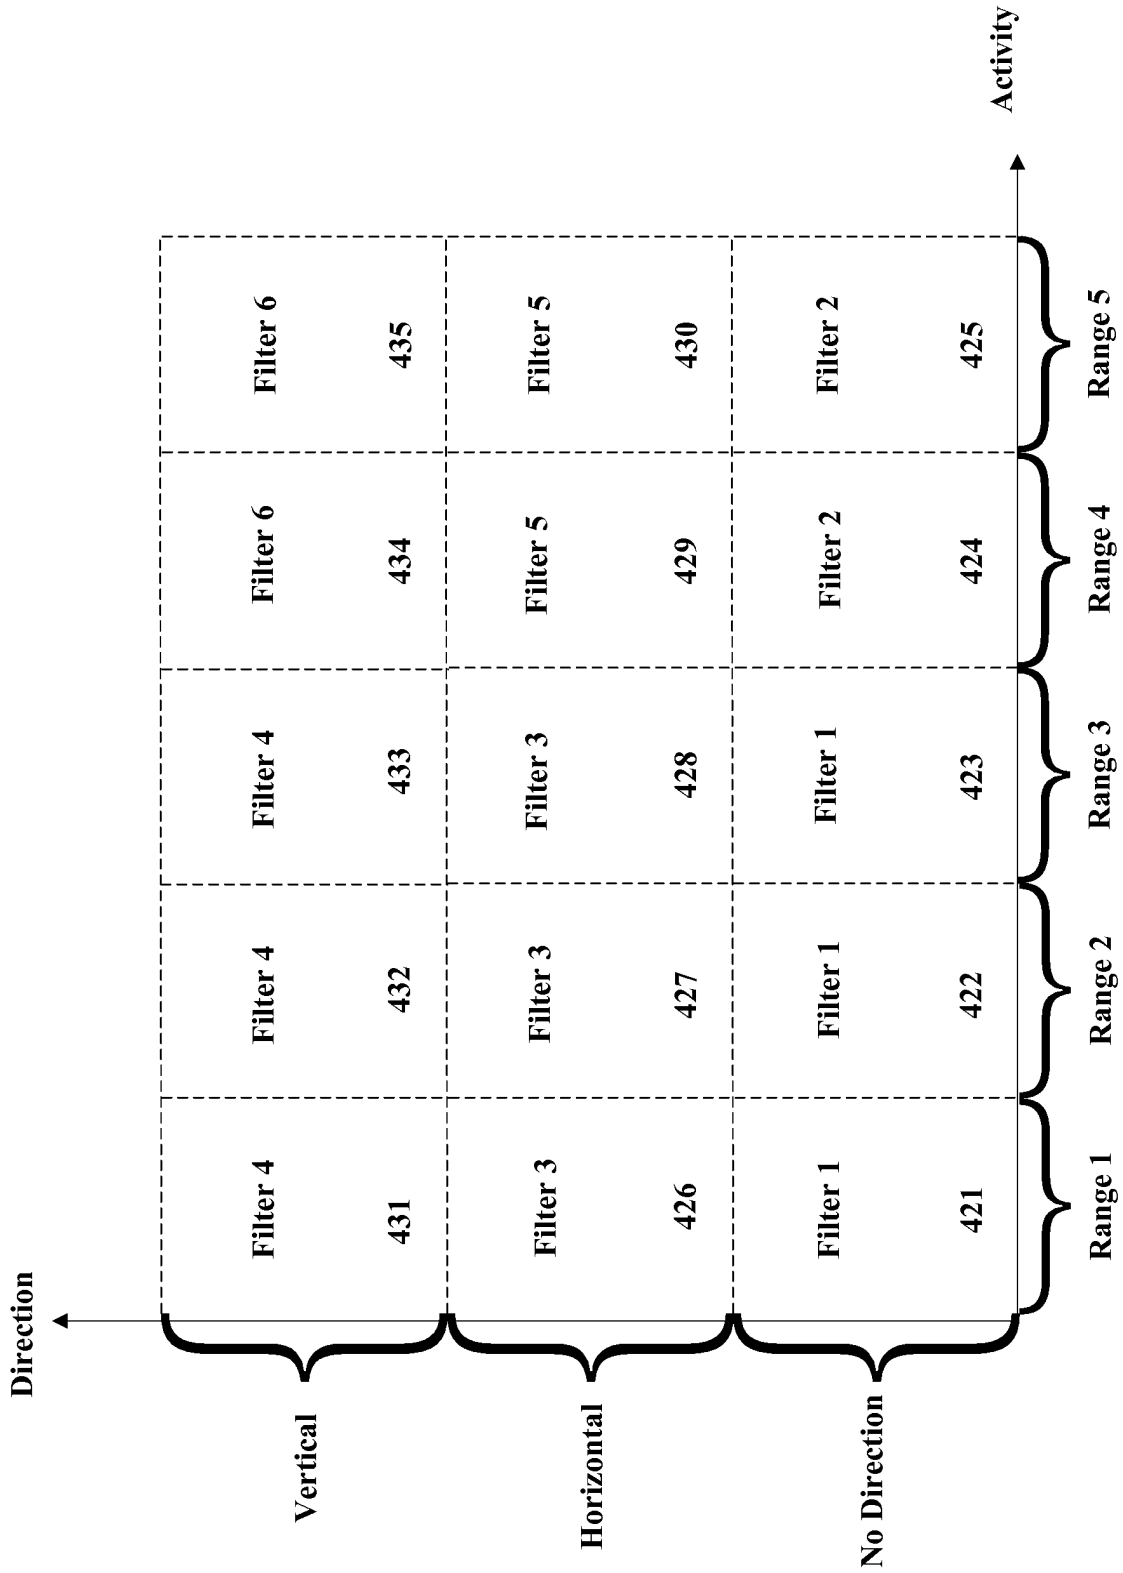 Direction
Filter 4 Filter 4 Filter 4 Filter 6 Filter 6
Vertical
431 432 433 434 435
Filter 3 Filter 3 Filter 3 Filter 5 Filter 5
Horizontal
426 427 428 429 430
Filter 1 Filter 1 Filter 1 Filter 2 Filter 2
No Direction
421 422 423 424 425
Activity
Range 1 Range 2 Range 3 Range 4 Range 5